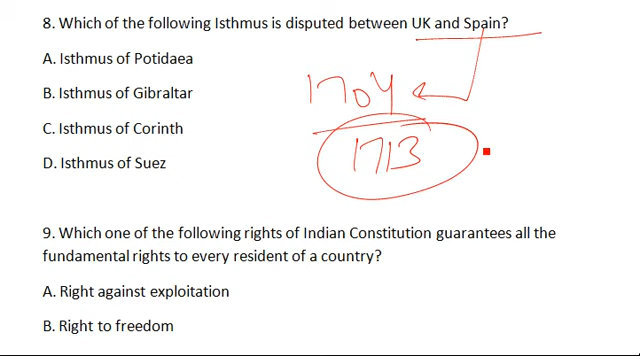 8. Which of the following Isthmus is disputed between UK and Spain?
A. Isthmus of Potidaea
B. Isthmus of Gibraltar
1704
C. Isthmus of Corinth
1713
D. Isthmus of Suez
9. Which one of the following rights of Indian Constitution guarantees all the
fundamental rights to every resident of a country?
A. Right against exploitation
B. Right to freedom